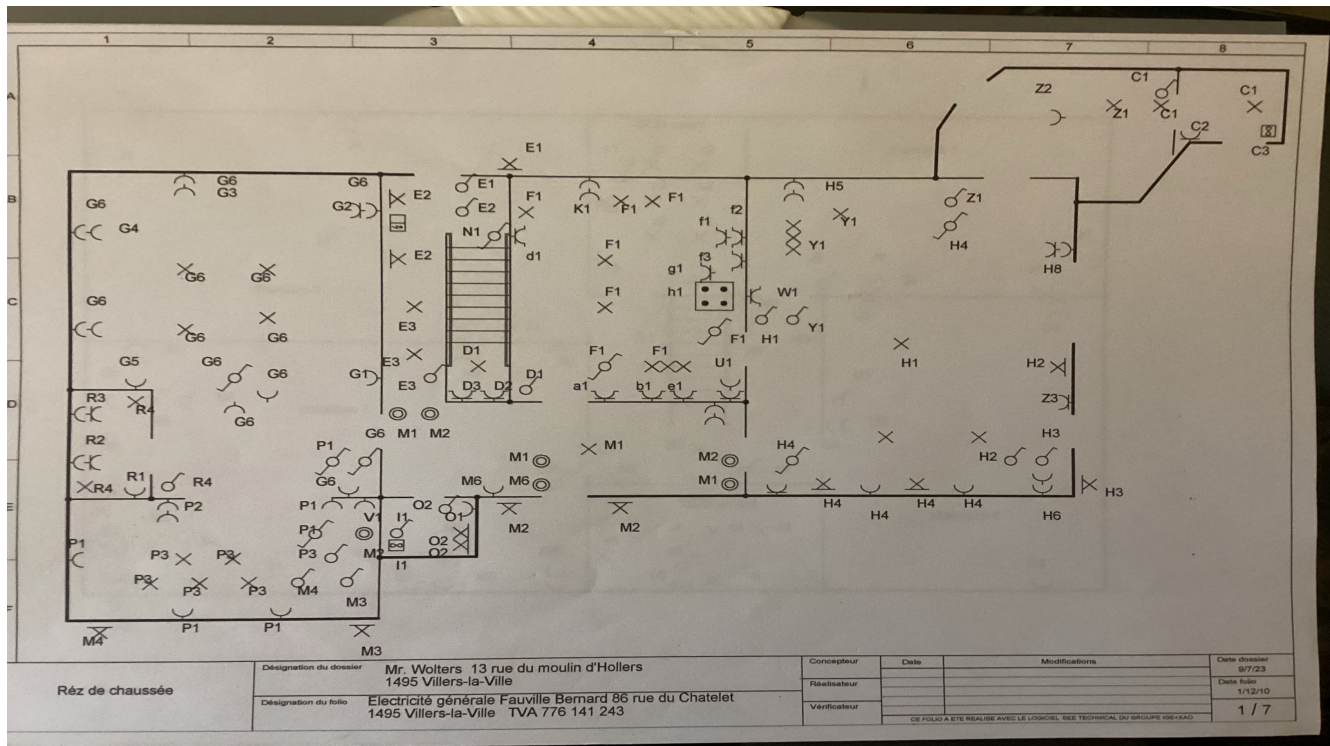 1 2 3 4 5 6 7 8
A
C1
Z2 C1
Z1 C1
C2
C3
E1
G6 G6 E1 H5
G3
B G6 G2 E2 E2 F1 K1 F1 F1 f1 f2 Y1 Z1
G4 N1 d1 F1 f3 Y1 H4
E2 g1 H8
G6 G6
C G6 F1 h1 W1
G6 G6 E3 F1 H1 Y1
G5 G6 G6 G1 E3 D1 F1 F1 F1 U1 H1 H2
E3 D3 D2 D1 a1 b1 e1
D R3 R4 G6 Z3
M1 M2
R2 P1 G6 M1 M1 M2 H4 H2 H3
R4 R1 R4 G6 M6 M6 M1 H4 H4 H4 H4 H6 H3
E P2 P1 V1 I1 O2 O1 M2 M2
P1 P1 O2
P1 P3 P3 P3 M2 I1 O2
P3 P3 P3 M4 M3
F
M4 P1 P1 M3
Réz de chaussée
Désignation du dossier Mr. Wolters 13 rue du moulin d'Hollers
1495 Villers-la-Ville
Désignation du folio Electricité générale Fauville Bernard 86 rue du Chatelet
1495 Villers-la-Ville TVA 776 141 243
Concepteur Date Modifications Date dossier
9/7/23
Réalisateur Date folio
1/12/10
Vérificateur 1 / 7
CE FOLIO A ETE REALISE AVEC LE LOGICIEL SEE TECHNICAL DU GROUPE IGE+XAO